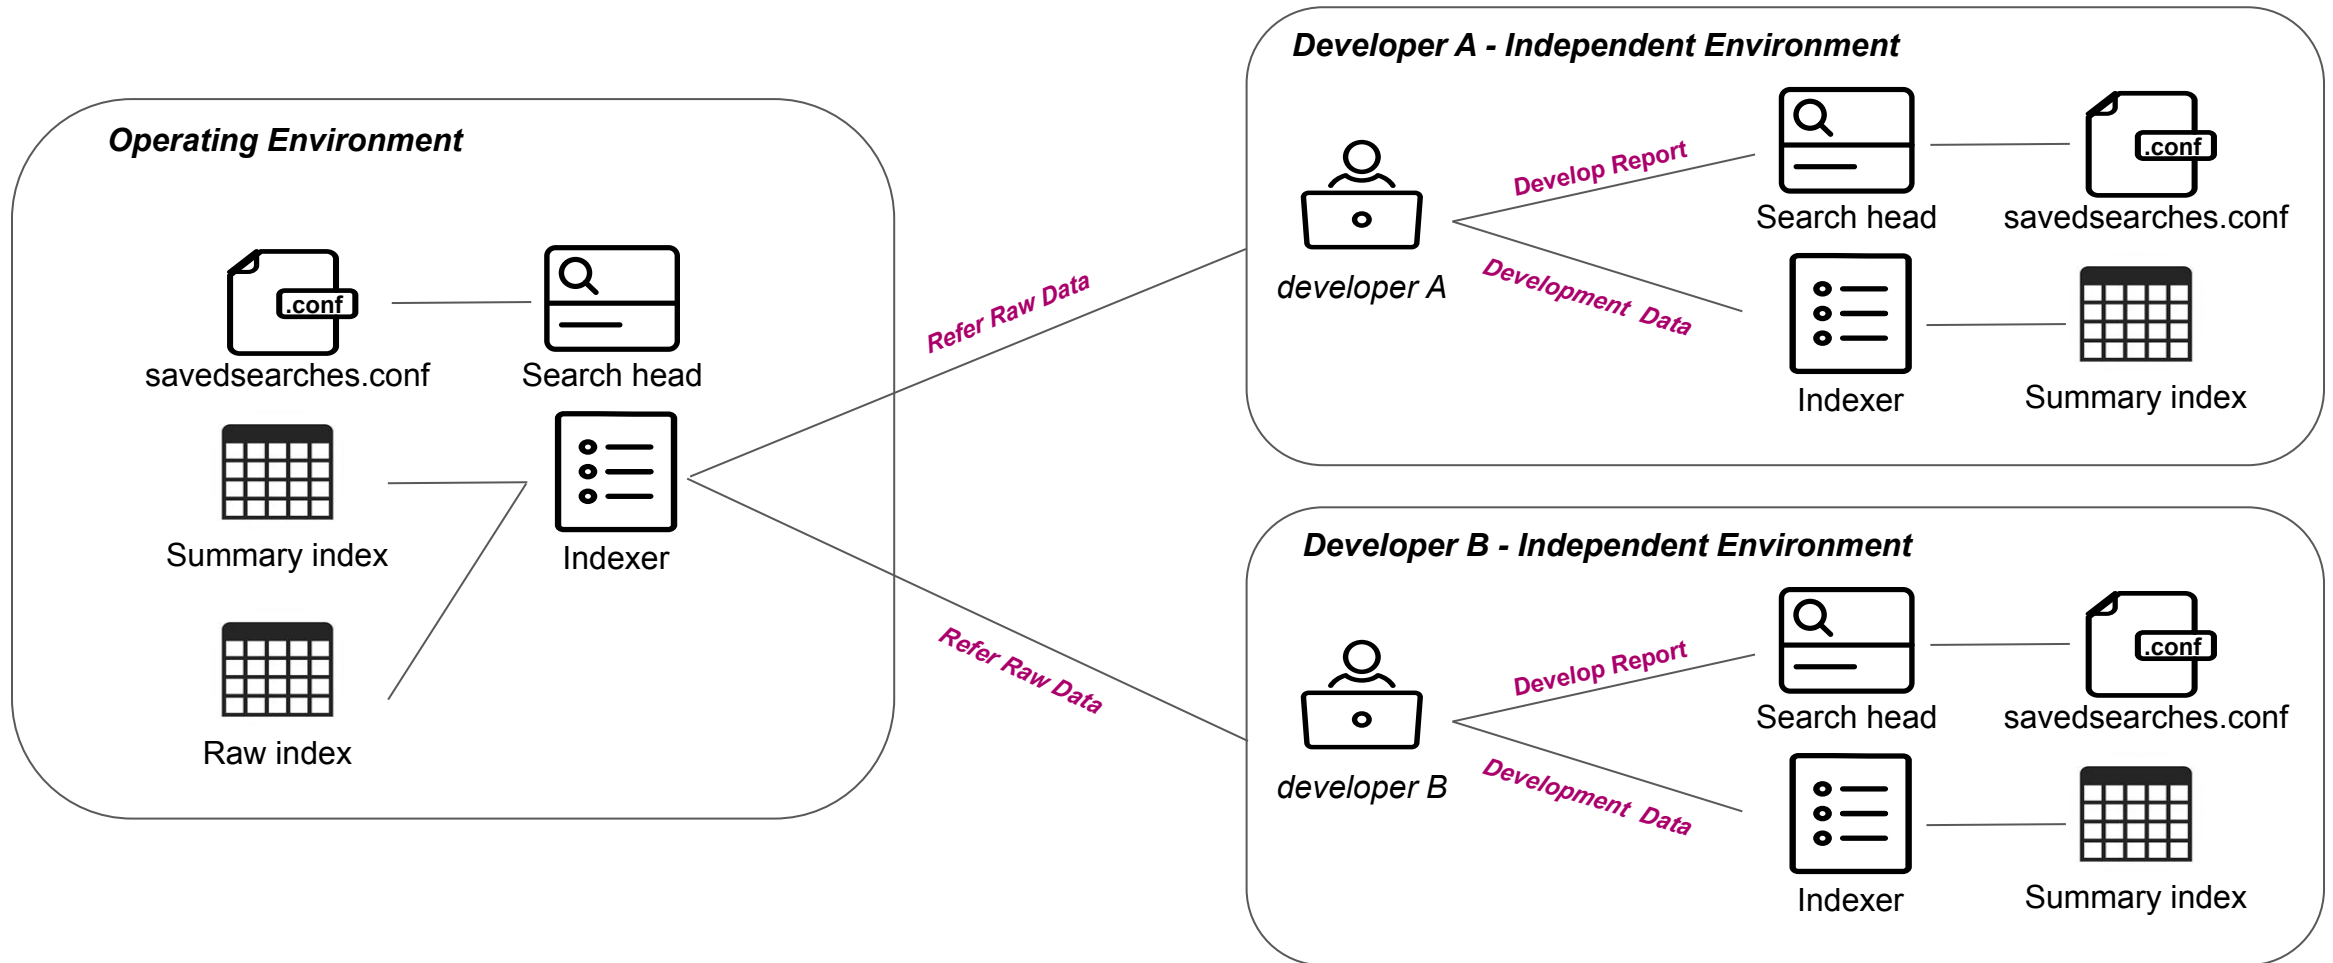 Operating Environment
.conf
savedsearches.conf
Search head
Summary index
Indexer
Raw index
Refer Raw Data
Refer Raw Data
Developer A - Independent Environment
developer A
Develop Report
Development Data
Search head
.conf
savedsearches.conf
Indexer
Summary index
Developer B - Independent Environment
developer B
Develop Report
Development Data
Search head
.conf
savedsearches.conf
Indexer
Summary index